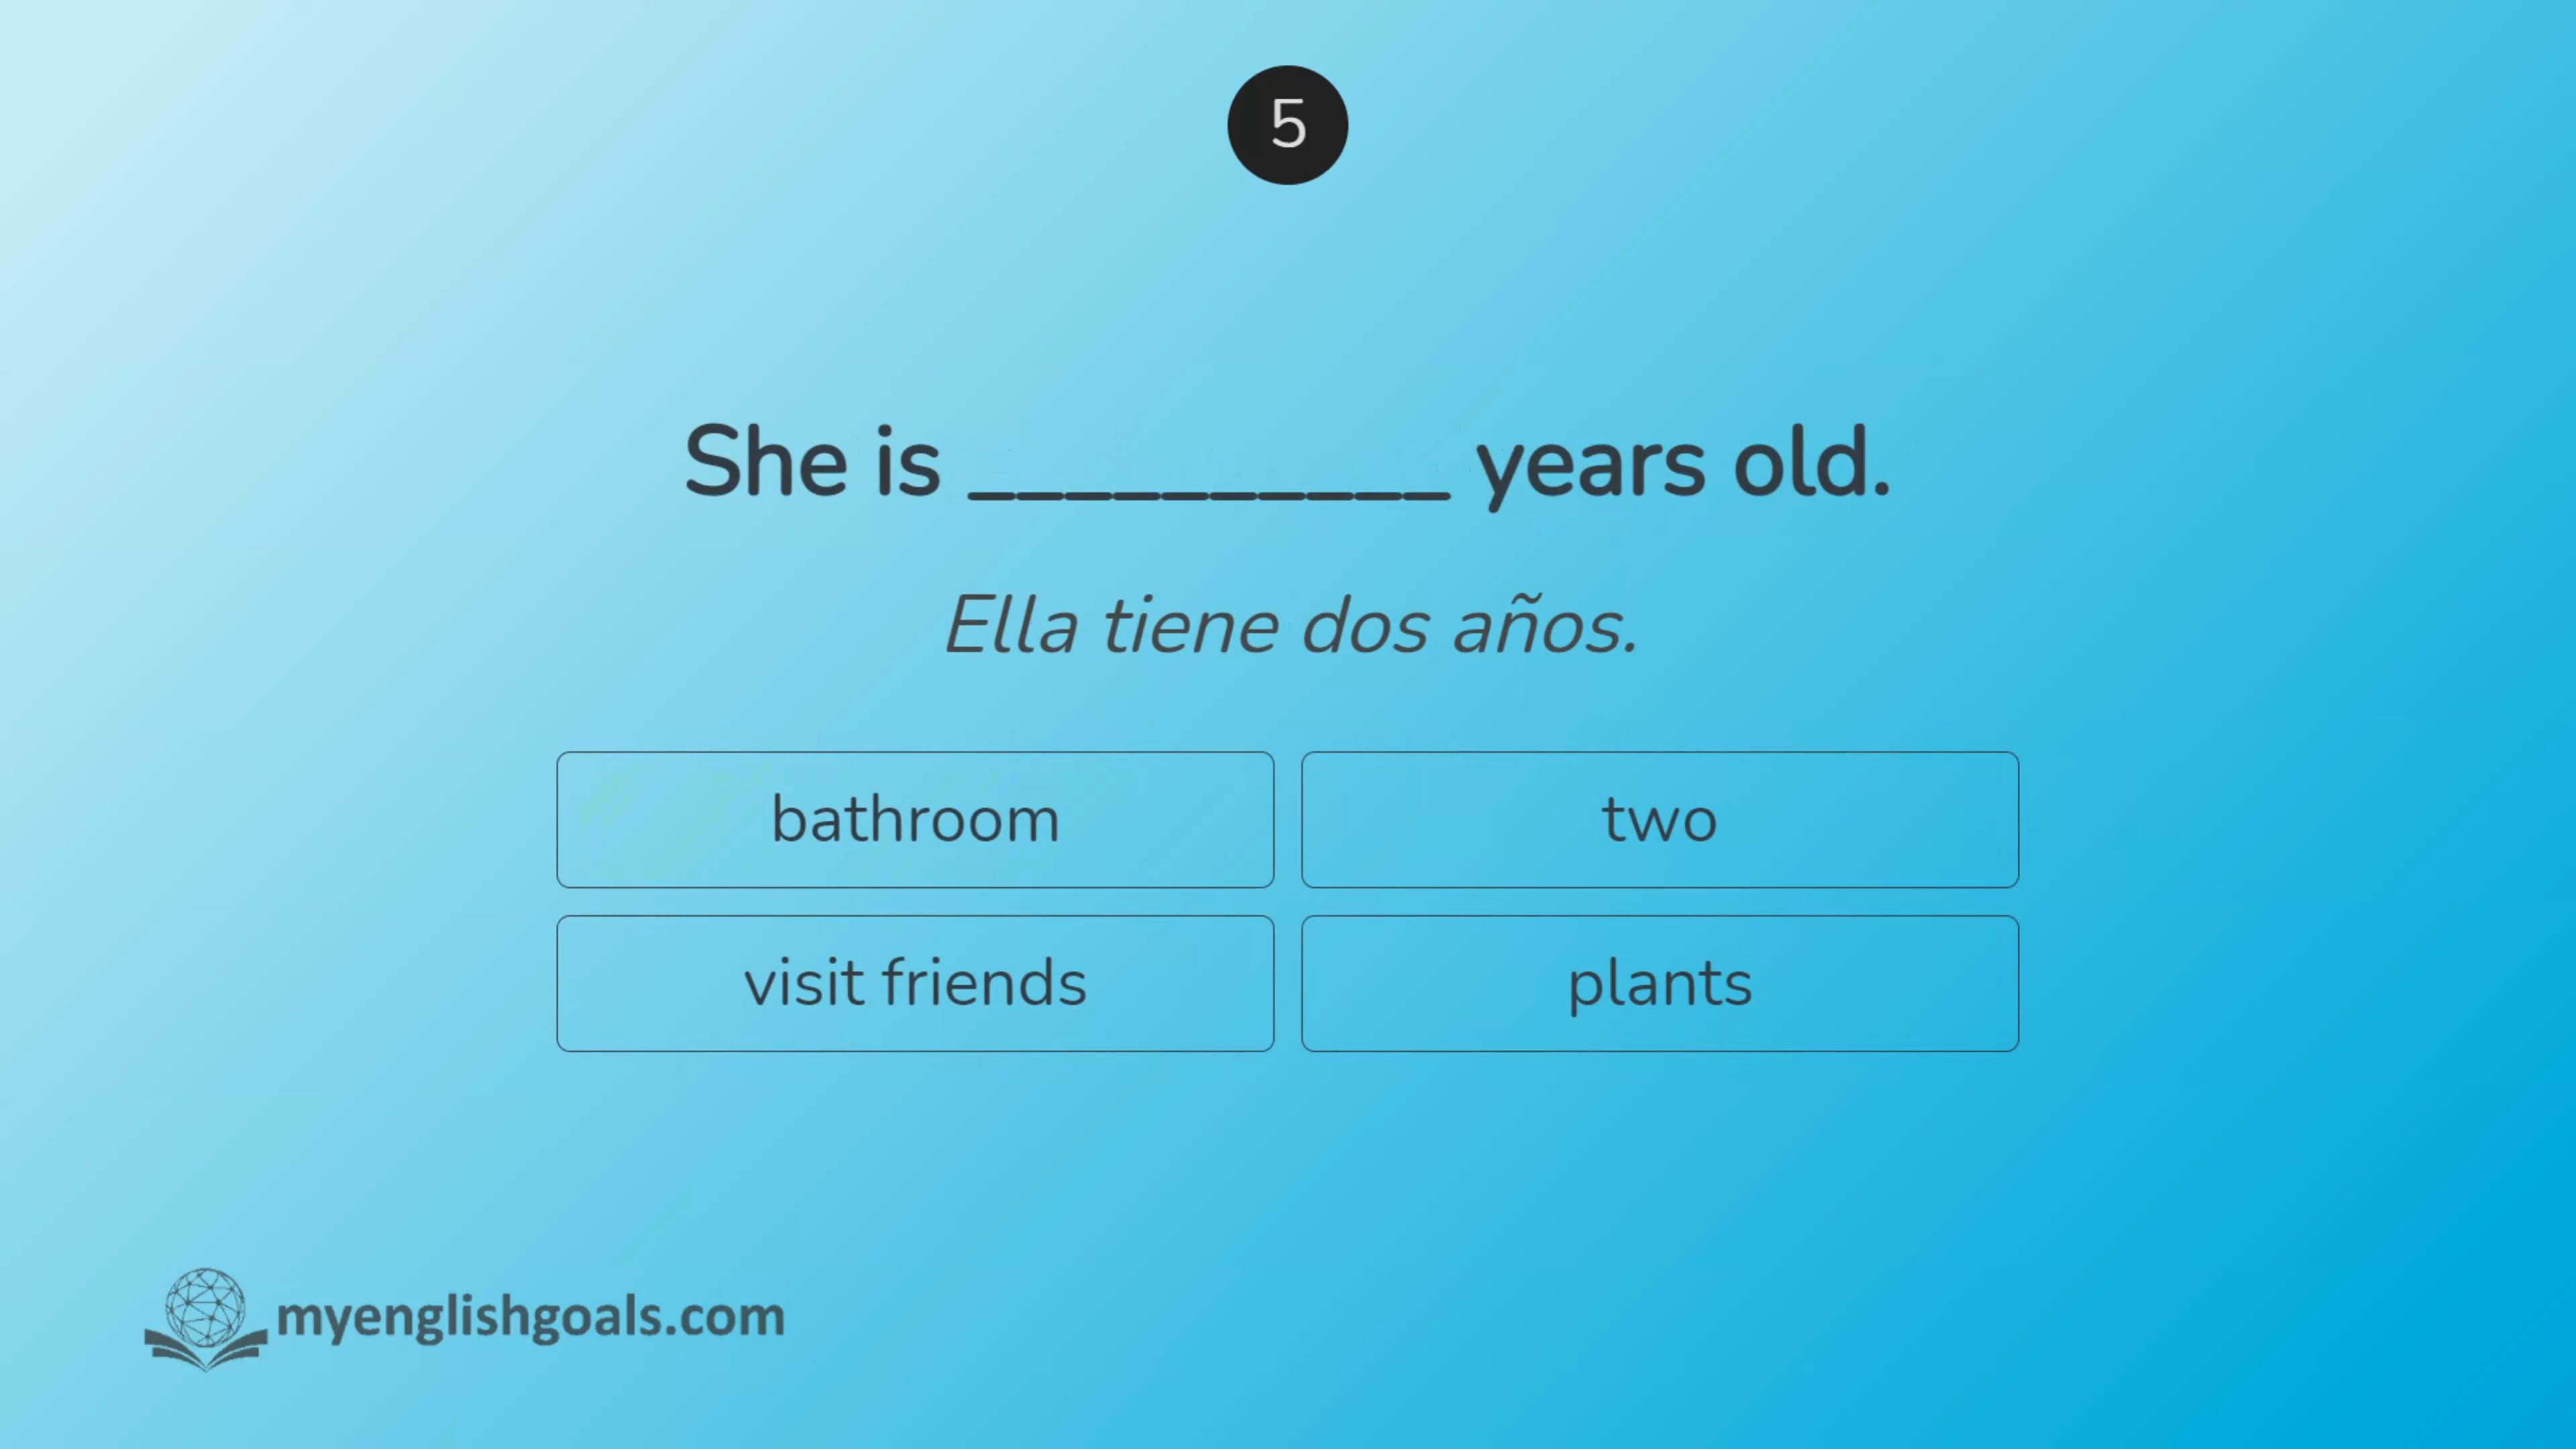 5
She is __________ years old.
Ella tiene dos años.
bathroom
two
visit friends
plants
myenglishgoals.com